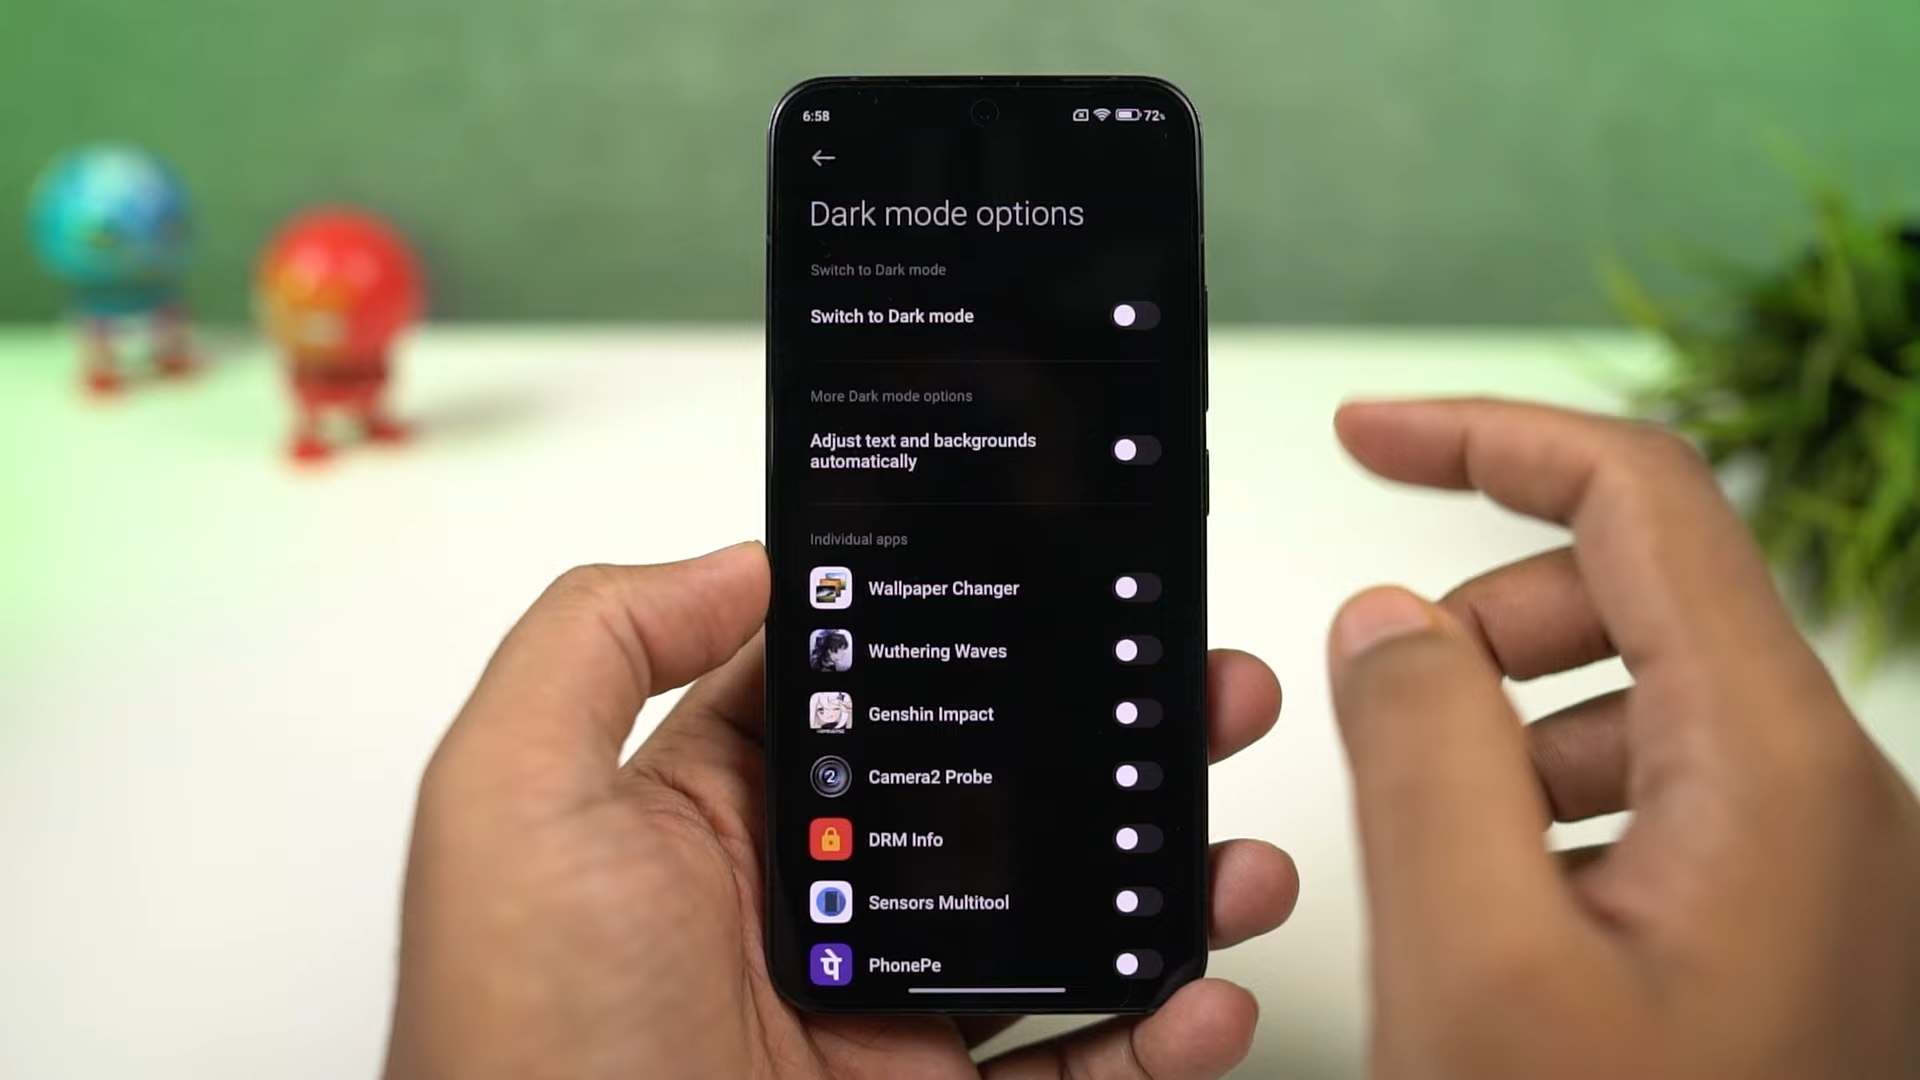 6:58
72%
Dark mode options
Switch to Dark mode
Switch to Dark mode
More Dark mode options
Adjust text and backgrounds
automatically
Individual apps
Wallpaper Changer
Wuthering Waves
Genshin Impact
2 Camera2 Probe
DRM Info
Sensors Multitool
पे PhonePe